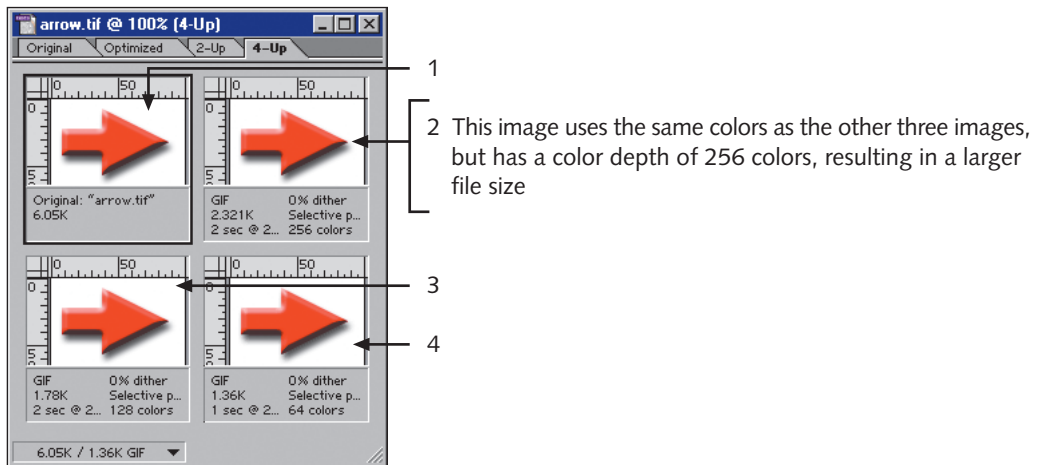 arrow.tif @ 100% (4-Up)
Original Optimized 2-Up 4-Up
0 50
0
5
Original: "arrow.tif"
6.05K
0 50
0
5
GIF 0% dither
2.321K Selective p...
2 sec @ 2... 256 colors
1
2 This image uses the same colors as the other three images,
but has a color depth of 256 colors, resulting in a larger
file size
0 50
0
5
GIF 0% dither
1.78K Selective p...
2 sec @ 2... 128 colors
0 50
0
5
GIF 0% dither
1.36K Selective p...
1 sec @ 2... 64 colors
3
4
6.05K / 1.36K GIF